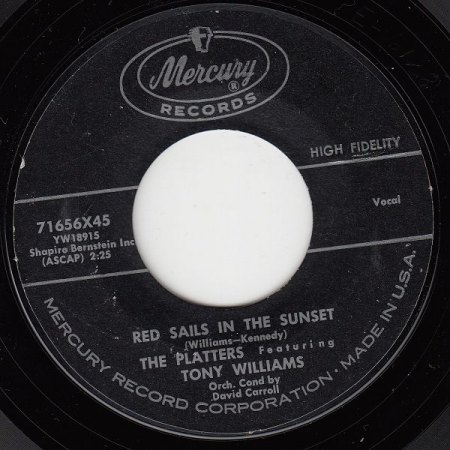 Mercury
®
RECORDS
HIGH FIDELITY
71656X45
YW18915
Shapiro Bernstein Inc
(ASCAP) 2:25
Vocal
RED SAILS IN THE SUNSET
(Williams-Kennedy)
THE PLATTERS Featuring
TONY WILLIAMS
Orch. Cond by
David Carroll
MERCURY RECORD CORPORATION • MADE IN U.S.A.